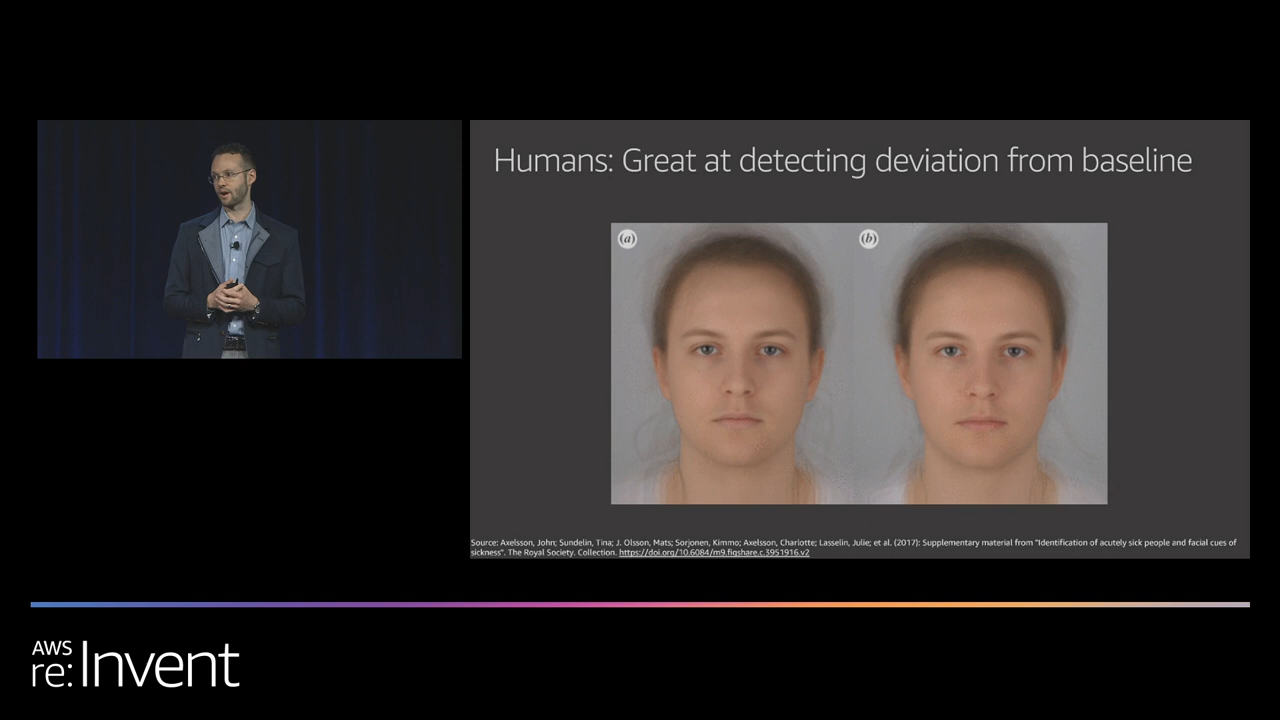 Humans: Great at detecting deviation from baseline
(a)
(b)
Source: Axelsson, John; Sundelin, Tina; J. Olsson, Mats; Sorjonen, Kimmo; Axelsson, Charlotte; Lasselin, Julie; et al. (2017): Supplementary material from "Identification of acutely sick people and facial cues of
sickness". The Royal Society. Collection. https://doi.org/10.6084/m9.figshare.c.3951916.v2
AWS
re:Invent